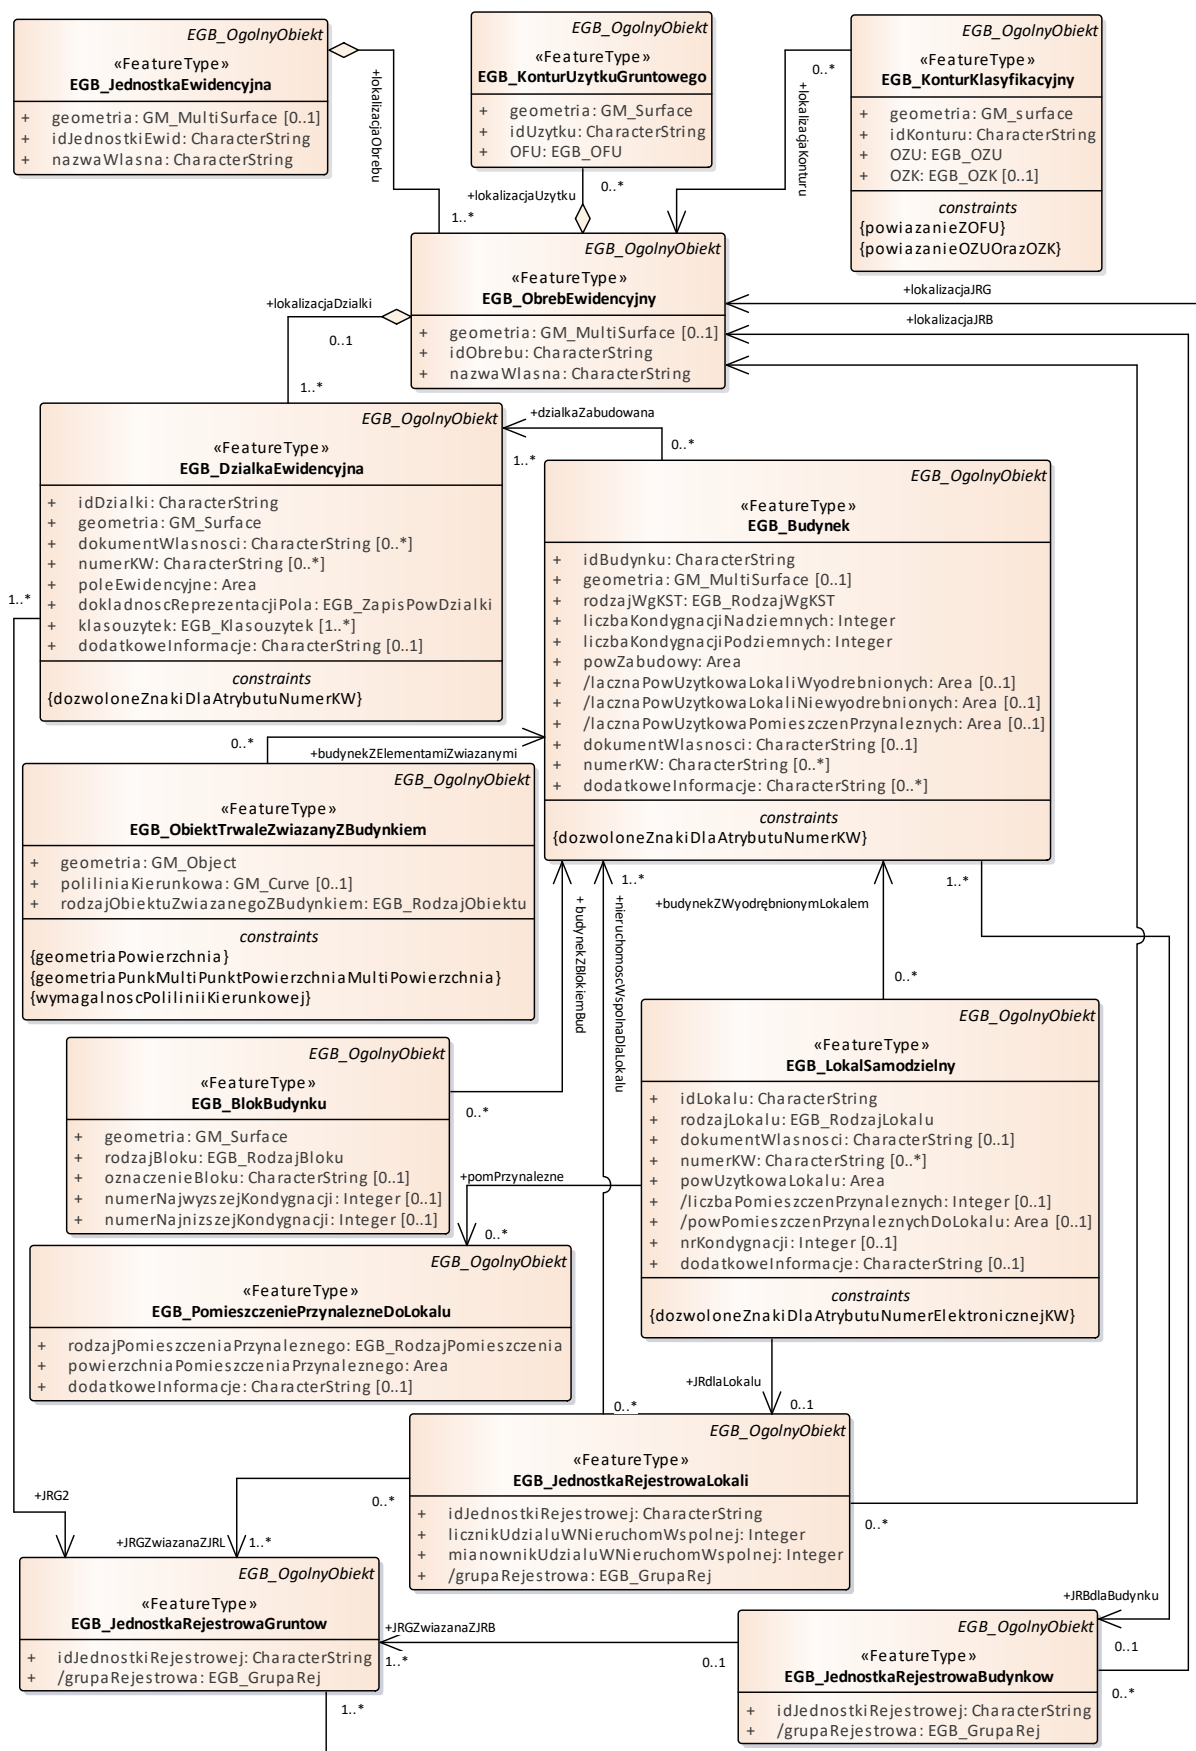 EGB_OgolnyObiekt
«FeatureType»
EGB_JednostkaEwidencyjna
+ geometria: GM_MultiSurface [0..1]
+ idJednostkiEwid: CharacterString
+ nazwaWlasna: CharacterString
+lokalizacjaObrebu
1..*
EGB_OgolnyObiekt
«FeatureType»
EGB_KonturUzytkuGruntowego
+ geometria: GM_Surface
+ idUzytku: CharacterString
+ OFU: EGB_OFU
+lokalizacjaUzytku
0..*
0..*
+lokalizacjaKonturu
EGB_OgolnyObiekt
«FeatureType»
EGB_KonturKlasyfikacyjny
+ geometria: GM_surface
+ idKonturu: CharacterString
+ OZU: EGB_OZU
+ OZK: EGB_OZK [0..1]
constraints
{powiazanieZOFU}
{powiazanieOZUOrazOZK}
EGB_OgolnyObiekt
«FeatureType»
EGB_ObrebEwidencyjny
+ geometria: GM_MultiSurface [0..1]
+ idObrebu: CharacterString
+ nazwaWlasna: CharacterString
+lokalizacjaJRG
+lokalizacjaJRB
+lokalizacjaDzialki
0..1
1..*
EGB_OgolnyObiekt
«FeatureType»
EGB_DzialkaEwidencyjna
+ idDzialki: CharacterString
+ geometria: GM_Surface
+ dokumentWlasnosci: CharacterString [0..*]
+ numerKW: CharacterString [0..*]
+ poleEwidencyjne: Area
+ dokladnoscReprezentacjiPola: EGB_ZapisPowDzialki
+ klasouzytek: EGB_Klasouzytek [1..*]
+ dodatkoweInformacje: CharacterString [0..1]
constraints
{dozwoloneZnakiDlaAtrybutuNumerKW}
+dzialkaZabudowana
0..*
1..*
1..*
EGB_OgolnyObiekt
«FeatureType»
EGB_Budynek
+ idBudynku: CharacterString
+ geometria: GM_MultiSurface [0..1]
+ rodzajWgKST: EGB_RodzajWgKST
+ liczbaKondygnacjiNadziemnych: Integer
+ liczbaKondygnacjiPodziemnych: Integer
+ powZabudowy: Area
+ /lacznaPowUzytkowaLokaliWyodrebnionych: Area [0..1]
+ /lacznaPowUzytkowaLokaliNiewyodrebnionych: Area [0..1]
+ /lacznaPowUzytkowaPomieszczenPrzynaleznych: Area [0..1]
+ dokumentWlasnosci: CharacterString [0..1]
+ numerKW: CharacterString [0..*]
+ dodatkoweInformacje: CharacterString [0..*]
constraints
{dozwoloneZnakiDlaAtrybutuNumerKW}
0..*
+budynekZElementamiZwiazanymi
EGB_OgolnyObiekt
«FeatureType»
EGB_ObiektTrwaleZwiazanyZBudynkiem
+ geometria: GM_Object
+ poliliniaKierunkowa: GM_Curve [0..1]
+ rodzajObiektuZwiazanegoZBudynkiem: EGB_RodzajObiektu
constraints
{geometriaPowierzchnia}
{geometriaPunkMultiPunktPowierzchniaMultiPowierzchnia}
{wymagalnoscPoliliniiKierunkowej}
+ budynekZBlokiemBud
+nieruchomoscWspolnaDlaLokalu
1..*
+budynekZWyodrębnionymLokalem
1..*
0..*
EGB_OgolnyObiekt
«FeatureType»
EGB_BlokBudynku
+ geometria: GM_Surface
+ rodzajBloku: EGB_RodzajBloku
+ oznaczenieBloku: CharacterString [0..1]
+ numerNajwyzszejKondygnacji: Integer [0..1]
+ numerNajnizszejKondygnacji: Integer [0..1]
0..*
EGB_OgolnyObiekt
«FeatureType»
EGB_LokalSamodzielny
+ idLokalu: CharacterString
+ rodzajLokalu: EGB_RodzajLokalu
+ dokumentWlasnosci: CharacterString [0..1]
+ numerKW: CharacterString [0..*]
+ powUzytkowaLokalu: Area
+ /liczbaPomieszczenPrzynaleznych: Integer [0..1]
+ /powPomieszczenPrzynaleznychDoLokalu: Area [0..1]
+ nrKondygnacji: Integer [0..1]
+ dodatkoweInformacje: CharacterString [0..1]
constraints
{dozwoloneZnakiDlaAtrybutuNumerElektronicznejKW}
+pomPrzynalezne
0..*
EGB_OgolnyObiekt
«FeatureType»
EGB_PomieszczeniePrzynalezneDoLokalu
+ rodzajPomieszczeniaPrzynaleznego: EGB_RodzajPomieszczenia
+ powierzchniaPomieszczeniaPrzynaleznego: Area
+ dodatkoweInformacje: CharacterString [0..1]
+JRdlaLokalu
0..1
0..*
EGB_OgolnyObiekt
«FeatureType»
EGB_JednostkaRejestrowaLokali
+ idJednostkiRejestrowej: CharacterString
+ licznikUdzialuWNieruchomWspolnej: Integer
+ mianownikUdzialuWNieruchomWspolnej: Integer
+ /grupaRejestrowa: EGB_GrupaRej
0..*
0..*
+JRG2
+JRGZwiazanaZJRL
1..*
EGB_OgolnyObiekt
«FeatureType»
EGB_JednostkaRejestrowaGruntow
+ idJednostkiRejestrowej: CharacterString
+ /grupaRejestrowa: EGB_GrupaRej
1..*
+JRGZwiazanaZJRB
1..*
0..1
+JRBdlaBudynku
0..1
EGB_OgolnyObiekt
«FeatureType»
EGB_JednostkaRejestrowaBudynkow
+ idJednostkiRejestrowej: CharacterString
+ /grupaRejestrowa: EGB_GrupaRej
0..*